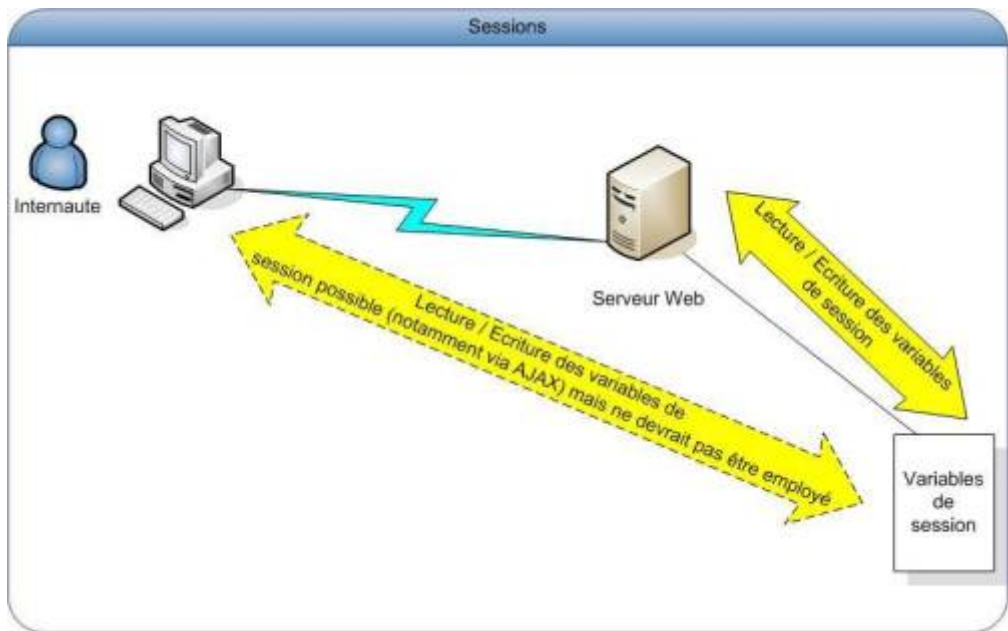 Sessions
Internaute
Serveur Web
Lecture / Ecriture des variables
de session
Lecture / Ecriture des variables de
session possible (notamment via AJAX) mais ne devrait pas être employé
Variables
de
session